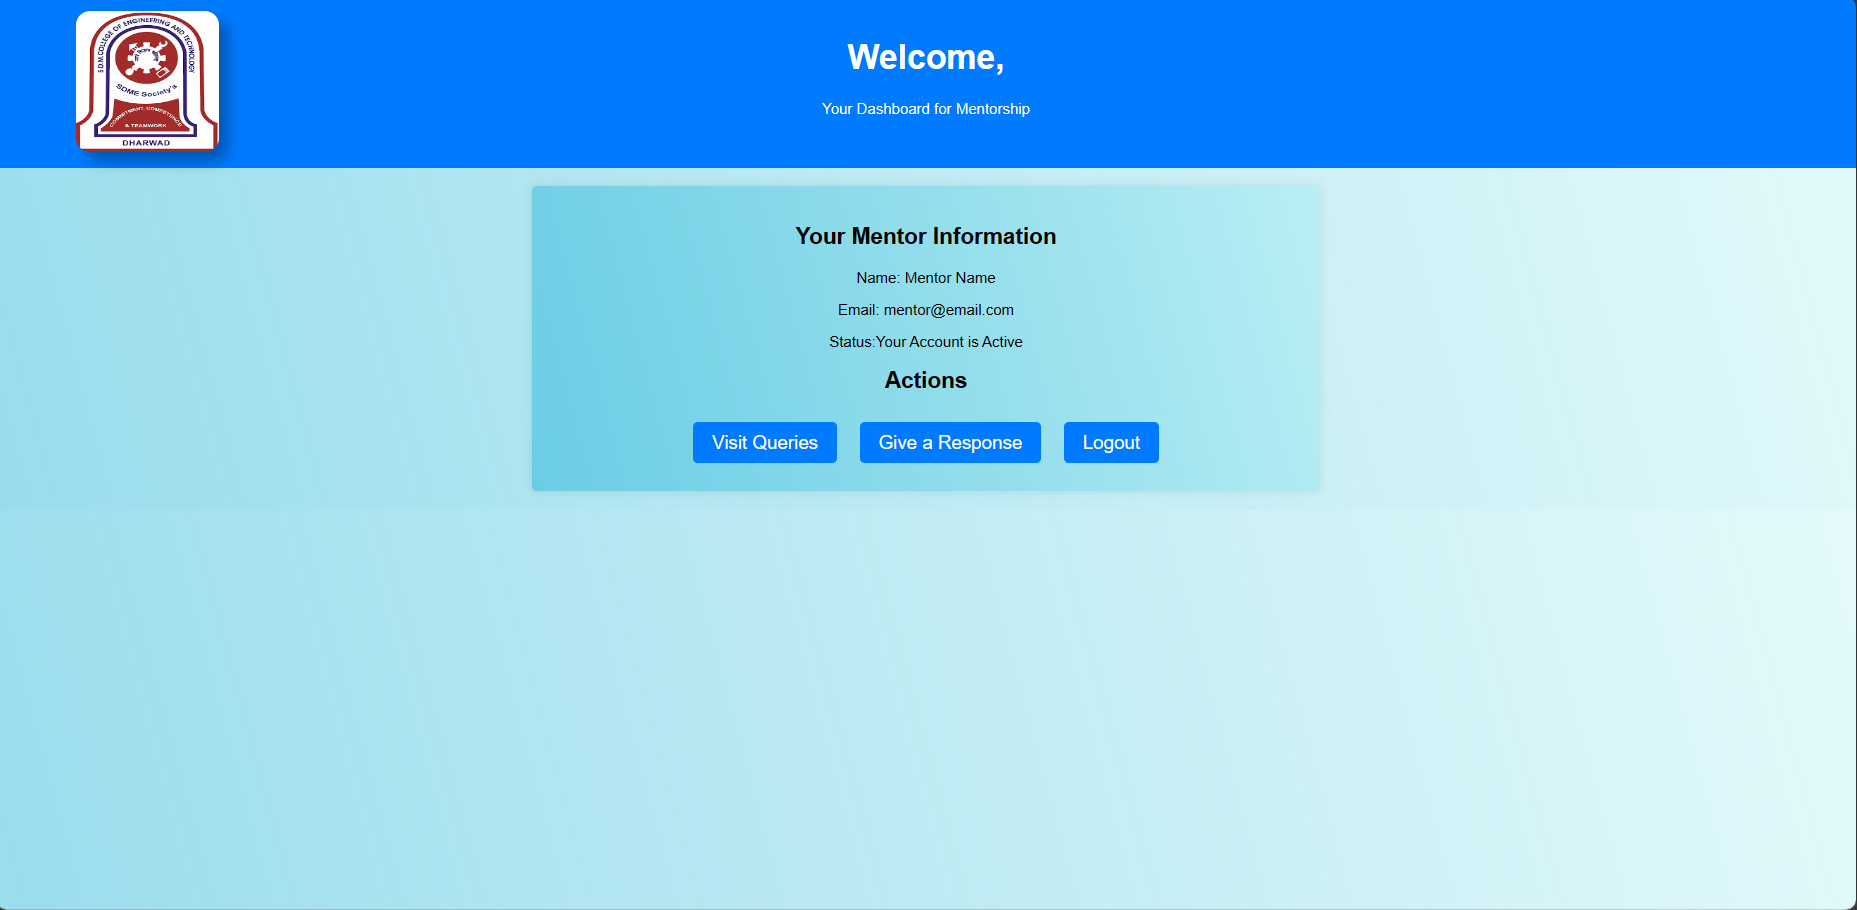 S.D.M.COLLEGE OF ENGINEERING AND TECHNOLOGY
SDME Society's
COMMITMENT, COMPETENCE
& TEAMWORK
DHARWAD
Welcome,
Your Dashboard for Mentorship
Your Mentor Information
Name: Mentor Name
Email: mentor@email.com
Status:Your Account is Active
Actions
Visit Queries
Give a Response
Logout